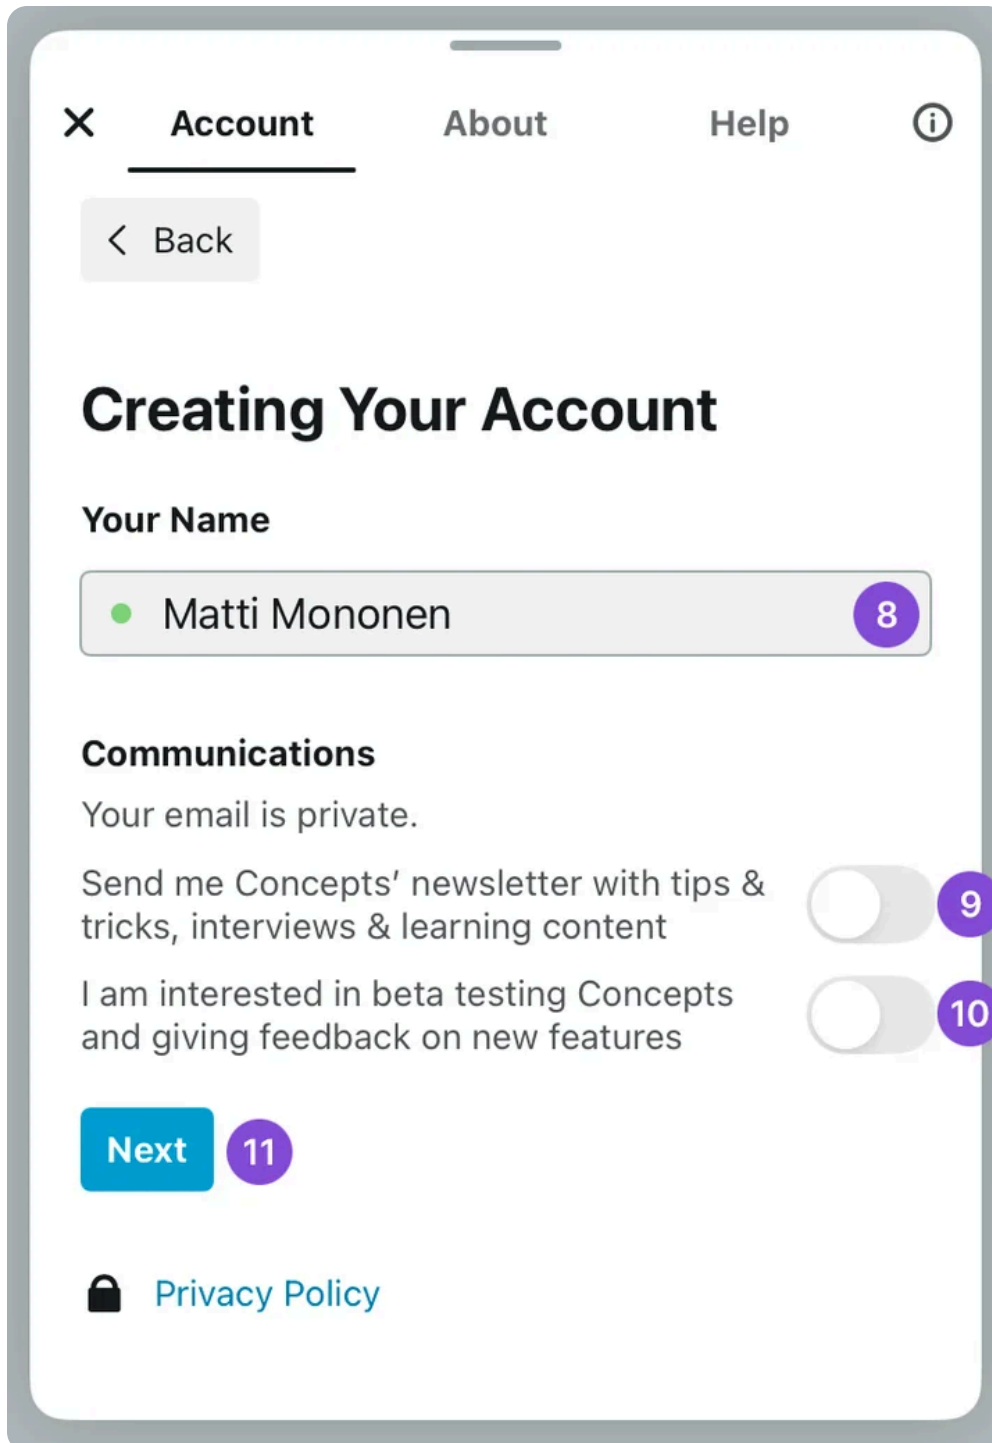 Account About Help
Back
Creating Your Account
Your Name
Matti Mononen 8
Communications
Your email is private.
Send me Concepts’ newsletter with tips &
tricks, interviews & learning content 9
I am interested in beta testing Concepts
and giving feedback on new features 10
Next 11
Privacy Policy